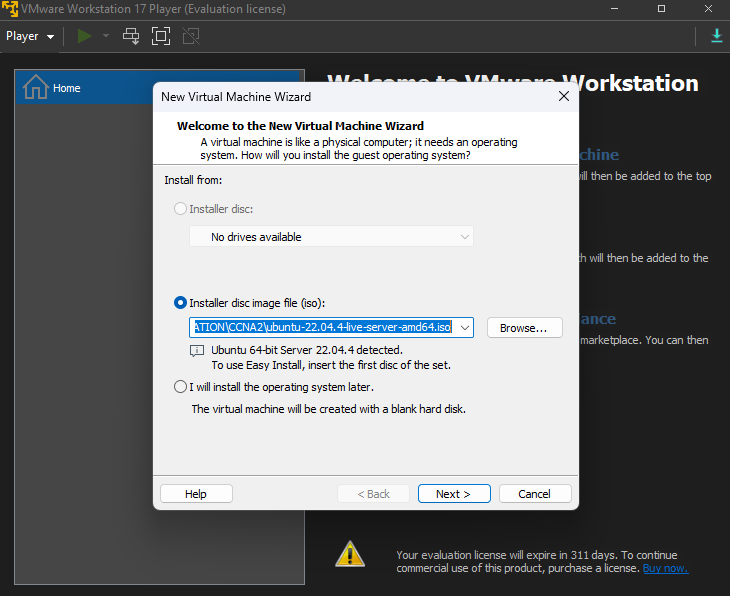 VMware Workstation 17 Player (Evaluation license)
Player
Home
Welcome to VMware Workstation
New Virtual Machine Wizard
Welcome to the New Virtual Machine Wizard
A virtual machine is like a physical computer; it needs an operating
system. How will you install the guest operating system?
Install from:
Installer disc:
No drives available
Installer disc image file (iso):
ATION\CCNA2\ubuntu-22.04.4-live-server-amd64.iso
Browse...
Ubuntu 64-bit Server 22.04.4 detected.
To use Easy Install, insert the first disc of the set.
I will install the operating system later.
The virtual machine will be created with a blank hard disk.
Help
< Back
Next >
Cancel
chine
ill then be added to the top
h will then be added to the
ance
marketplace. You can then
Your evaluation license will expire in 311 days. To continue
commercial use of this product, purchase a license. Buy now.